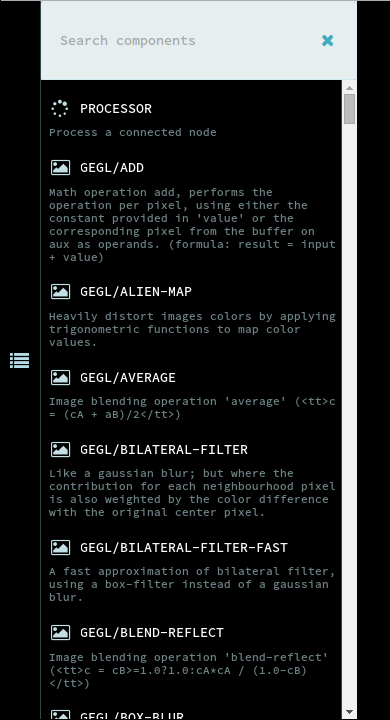 Search components
PROCESSOR
Process a connected node
GEGL/ADD
Math operation add, performs the
operation per pixel, using either the
constant provided in 'value' or the
corresponding pixel from the buffer on
aux as operands. (formula: result = input
+ value)
GEGL/ALIEN-MAP
Heavily distort images colors by applying
trigonometric functions to map color
values.
GEGL/AVERAGE
Image blending operation 'average' (<tt>c
= (cA + aB)/2</tt>)
GEGL/BILATERAL-FILTER
Like a gaussian blur; but where the
contribution for each neighbourhood pixel
is also weighted by the color difference
with the original center pixel.
GEGL/BILATERAL-FILTER-FAST
A fast approximation of bilateral filter,
using a box-filter instead of a gaussian
blur.
GEGL/BLEND-REFLECT
Image blending operation 'blend-reflect'
(<tt>c = cB>=1.0?1.0:cA*cA / (1.0-cB)
</tt>)
GEGL/BOX-BLUR